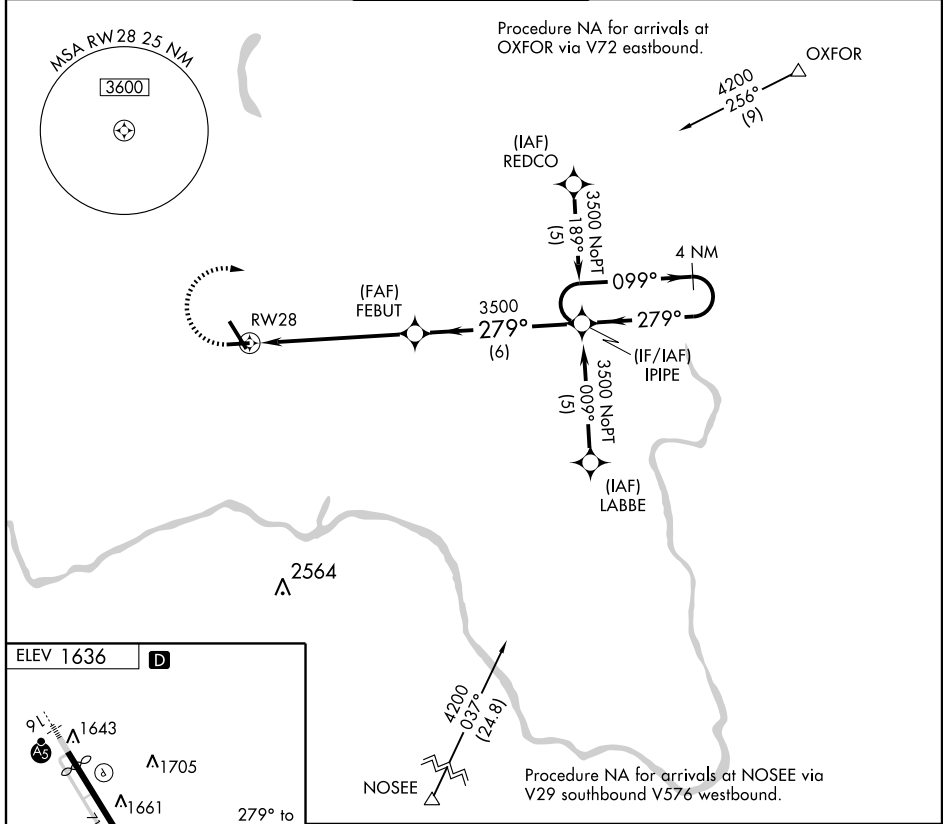 MSA RW28 25 NM
3600
Procedure NA for arrivals at
OXFOR via V72 eastbound.
OXFOR
4200
256°
(9)
(IAF)
REDCO
3500 NoPT
189°
(5)
4 NM
099°
(FAF)
FEBUT
3500
279°
(6)
279°
RW28
(IF/IAF)
IPIPE
3500 NoPT
009°
(5)
(IAF)
LABBE
2564
ELEV 1636
D
16
1643
A5
1705
1661
279° to
4200
037°
(24.8)
NOSEE
Procedure NA for arrivals at NOSEE via
V29 southbound V576 westbound.